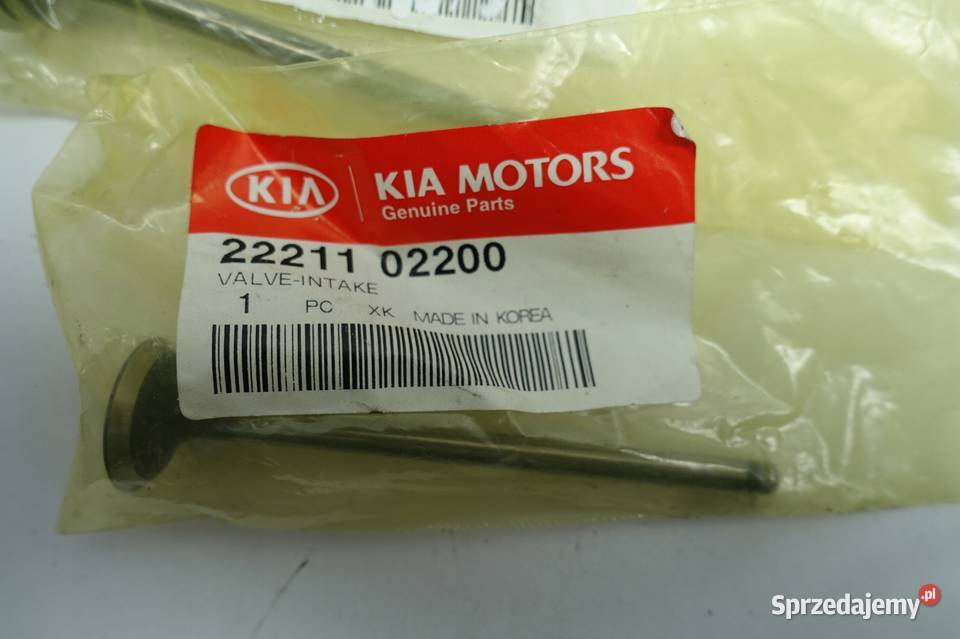 KIA
KIA MOTORS
Genuine Parts
22211 02200
VALVE-INTAKE
1 PC XK MADE IN KOREA
Sprzedajemy.pl